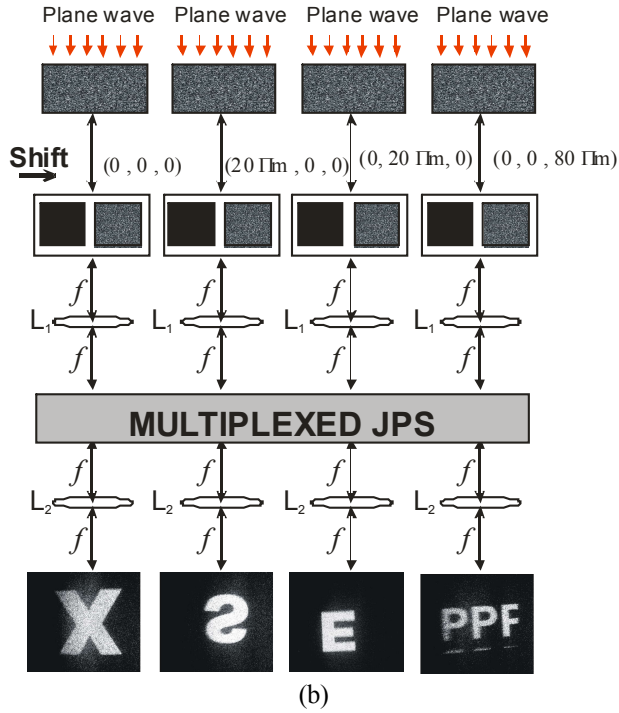 Plane wave Plane wave Plane wave Plane wave
Shift (0 , 0 , 0) (20 Πm , 0, 0) (0, 20 Πm, 0) (0, 0, 80 Πm)
f f f f
L₁ L₁ L₁ L₁
f f f f
MULTIPLEXED JPS
f f f f
L₂ L₂ L₂ L₂
f f f f
X Ƨ E PPF
(b)